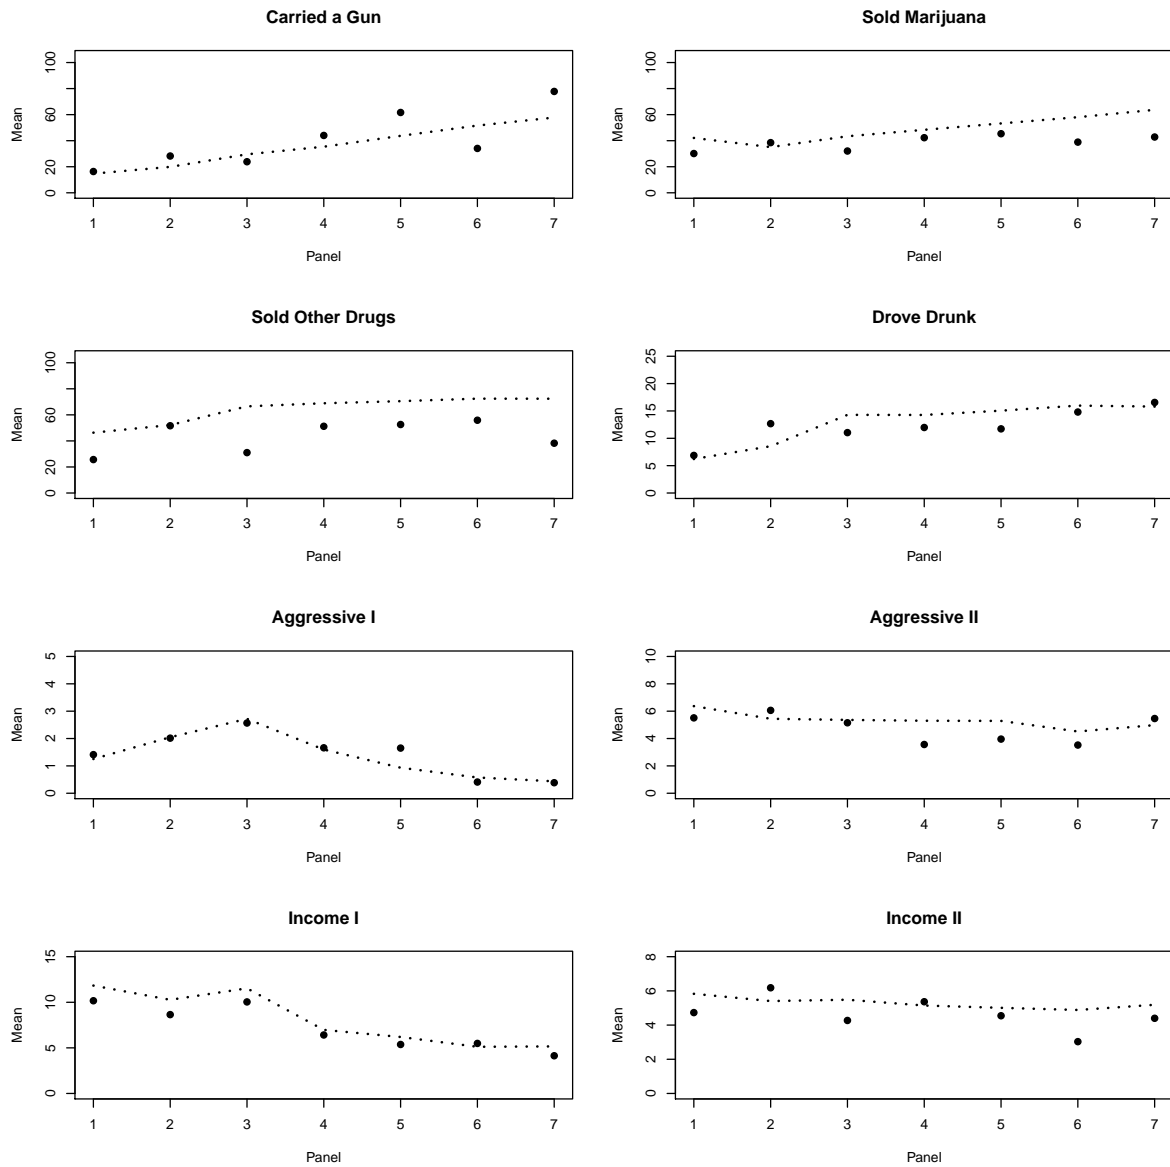 Carried a Gun
Mean
100
60
20
0
1 2 3 4 5 6 7
Panel
Sold Marijuana
Mean
100
60
20
0
1 2 3 4 5 6 7
Panel
Sold Other Drugs
Mean
100
60
20
0
1 2 3 4 5 6 7
Panel
Drove Drunk
Mean
25
20
15
10
5
0
1 2 3 4 5 6 7
Panel
Aggressive I
Mean
5
4
3
2
1
0
1 2 3 4 5 6 7
Panel
Aggressive II
Mean
10
8
6
4
2
0
1 2 3 4 5 6 7
Panel
Income I
Mean
15
10
5
0
1 2 3 4 5 6 7
Panel
Income II
Mean
8
6
4
2
0
1 2 3 4 5 6 7
Panel